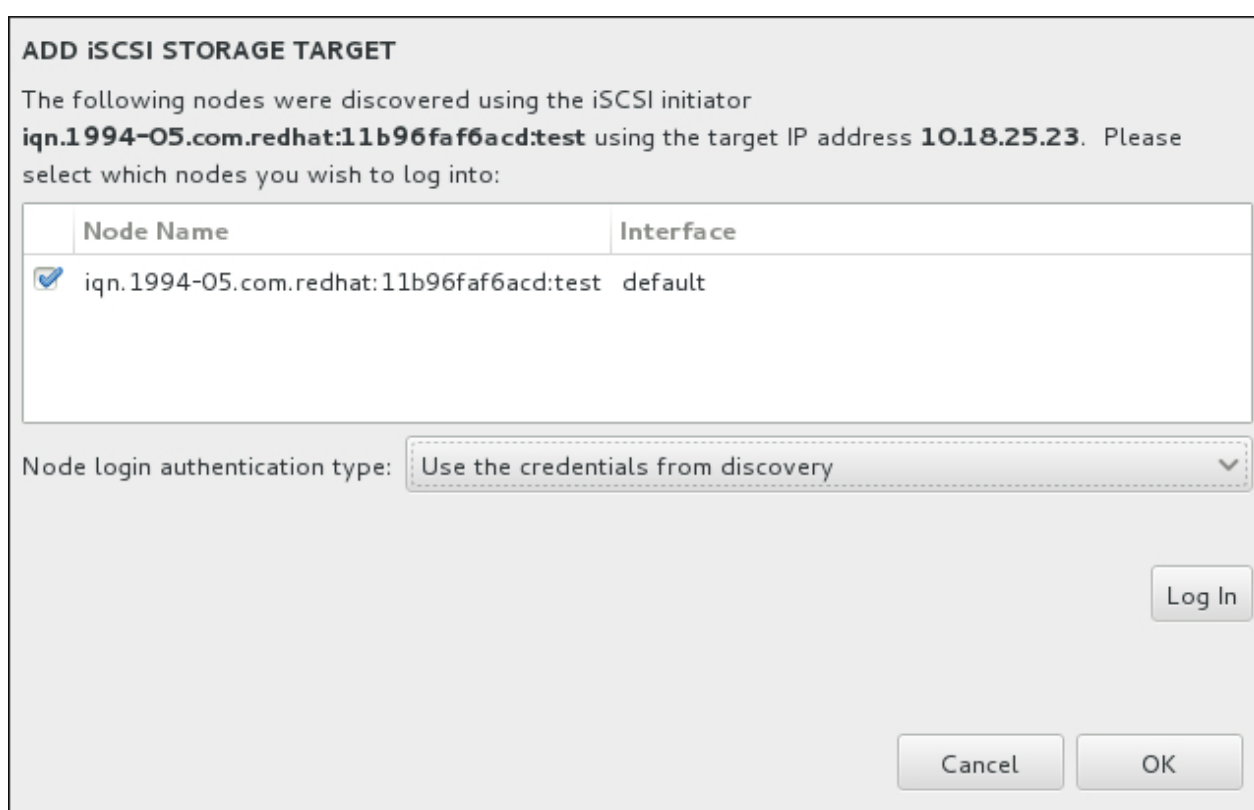 ADD iSCSI STORAGE TARGET
The following nodes were discovered using the iSCSI initiator
iqn.1994-05.com.redhat:11b96faf6acd:test using the target IP address 10.18.25.23. Please
select which nodes you wish to log into:
Node Name Interface
iqn.1994-05.com.redhat:11b96faf6acd:test default
Node login authentication type: Use the credentials from discovery
Log In
Cancel OK